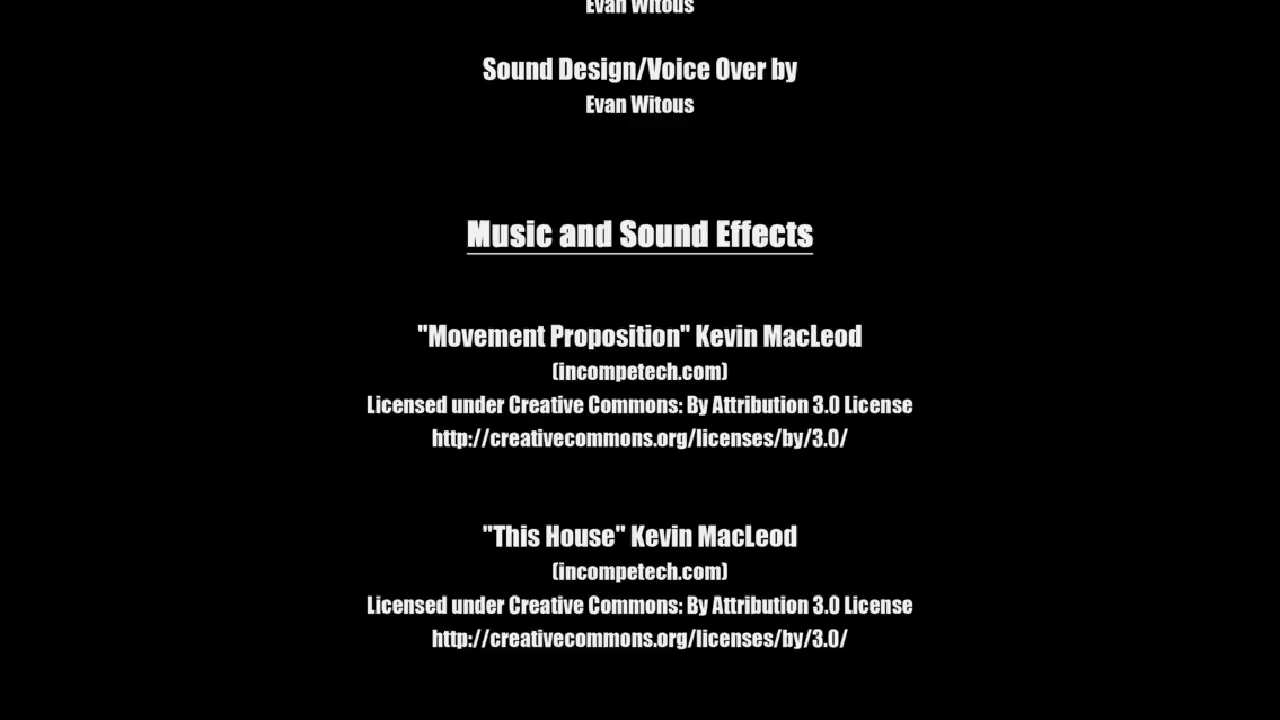 Evan Witous
Sound Design/Voice Over by
Evan Witous
Music and Sound Effects
"Movement Proposition" Kevin MacLeod
(incompetech.com)
Licensed under Creative Commons: By Attribution 3.0 License
http://creativecommons.org/licenses/by/3.0/
"This House" Kevin MacLeod
(incompetech.com)
Licensed under Creative Commons: By Attribution 3.0 License
http://creativecommons.org/licenses/by/3.0/